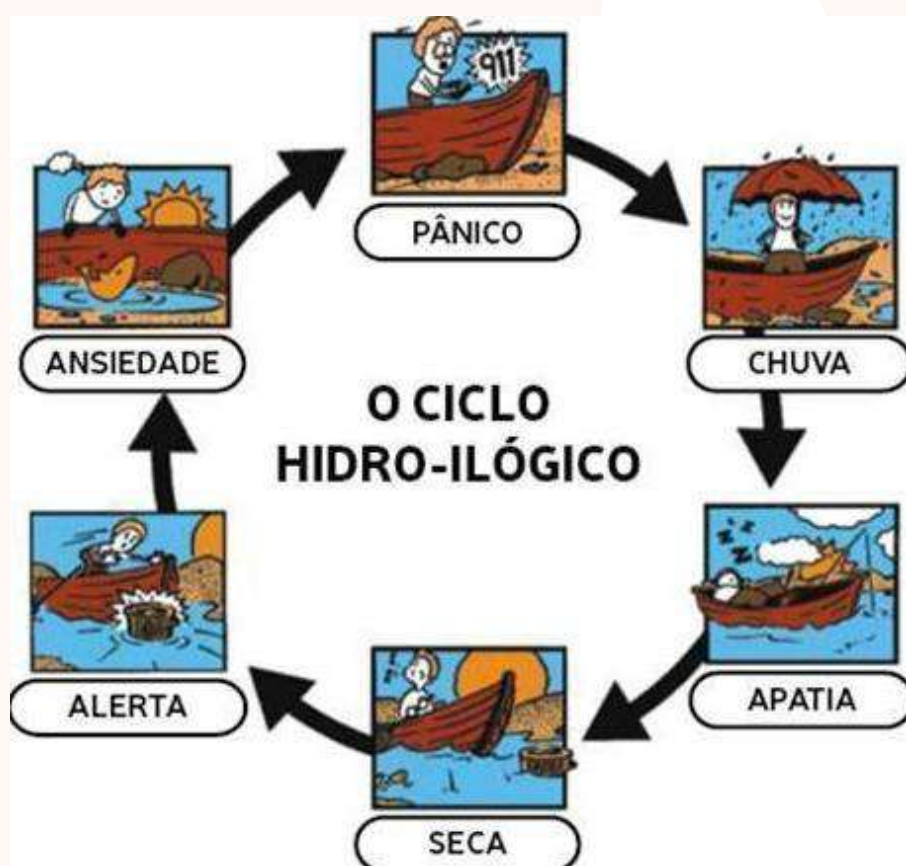 911
PÂNICO
CHUVA
APATIA
SECA
ALERTA
ANSIEDADE
O CICLO
HIDRO-ILÓGICO
z z
z
z